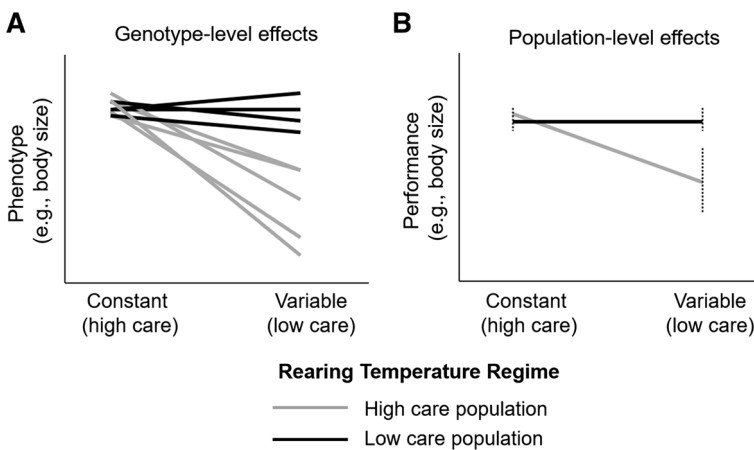 A
Genotype-level effects
Phenotype
(e.g., body size)
Constant
(high care)
Variable
(low care)
B
Population-level effects
Performance
(e.g., body size)
Constant
(high care)
Variable
(low care)
Rearing Temperature Regime
High care population
Low care population